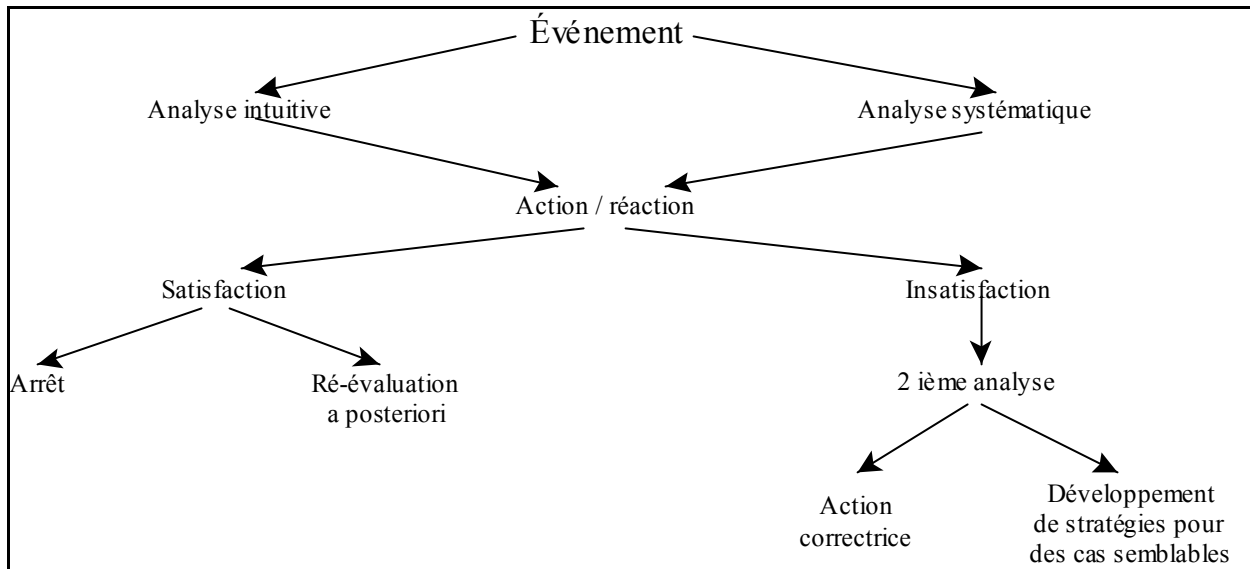 Événement
Analyse intuitive
Analyse systématique
Action / réaction
Satisfaction
Insatisfaction
Arrêt
Ré-évaluation
a posteriori
2 ième analyse
Action
correctrice
Développement
de stratégies pour
des cas semblables